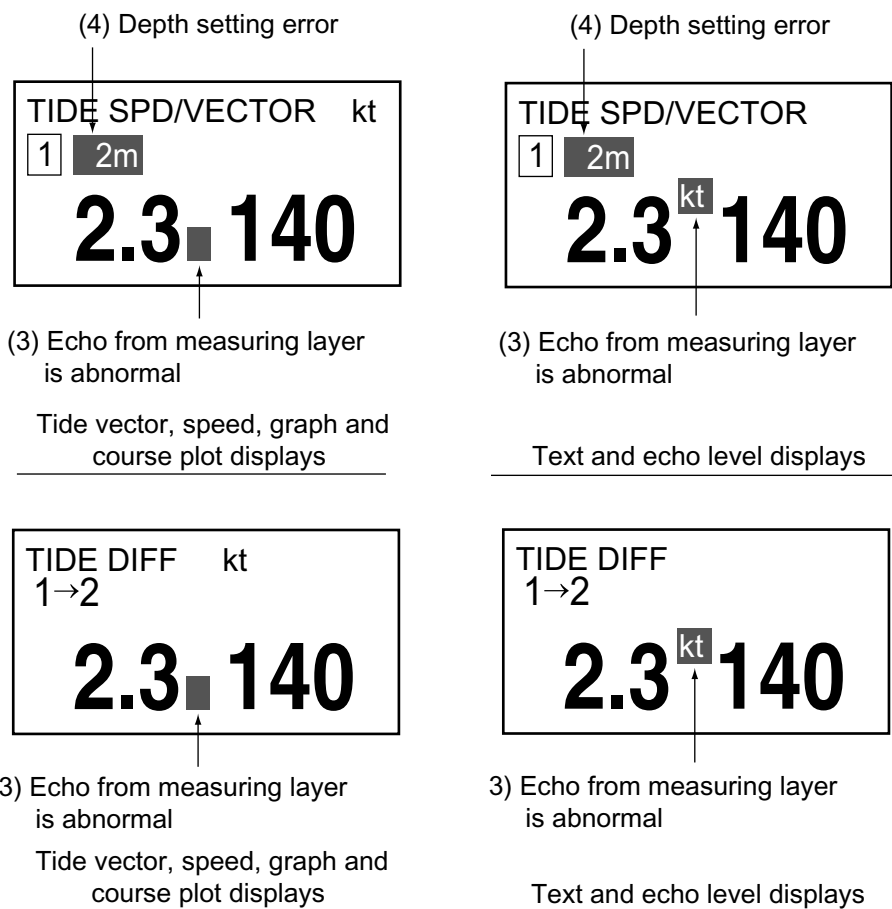 (4) Depth setting error
TIDE SPD/VECTOR kt
1 2m
2.3 140
(3) Echo from measuring layer
is abnormal
Tide vector, speed, graph and
course plot displays
(4) Depth setting error
TIDE SPD/VECTOR
1 2m
2.3 kt 140
(3) Echo from measuring layer
is abnormal
Text and echo level displays
TIDE DIFF kt
1→2
2.3 140
3) Echo from measuring layer
is abnormal
Tide vector, speed, graph and
course plot displays
TIDE DIFF
1→2
2.3 kt 140
3) Echo from measuring layer
is abnormal
Text and echo level displays